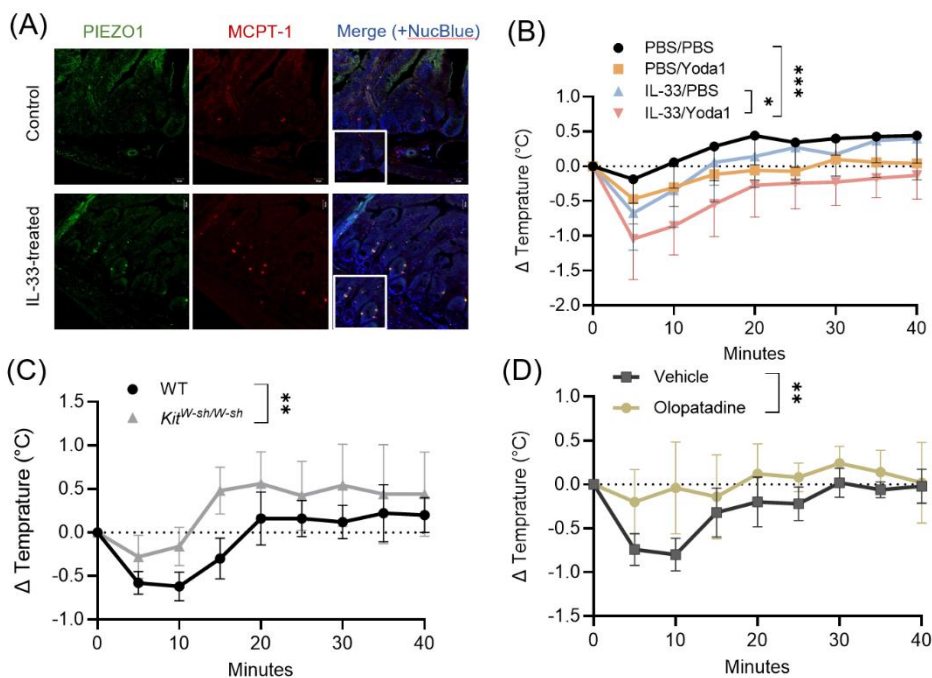 (A)
PIEZO1
MCPT-1
Merge (+NucBlue)
Control
IL-33-treated
(B)
PBS/PBS
PBS/Yoda1
IL-33/PBS
IL-33/Yoda1
*
***
Δ Temprature (°C)
1.0
0.5
0.0
-0.5
-1.0
-1.5
-2.0
0 10 20 30 40
Minutes
(C)
WT
Kit^W-sh/W-sh
**
Δ Temprature (°C)
1.5
1.0
0.5
0.0
-0.5
-1.0
0 10 20 30 40
Minutes
(D)
Vehicle
Olopatadine
**
Δ Temprature (°C)
1.0
0.5
0.0
-0.5
-1.0
-1.5
0 10 20 30 40
Minutes